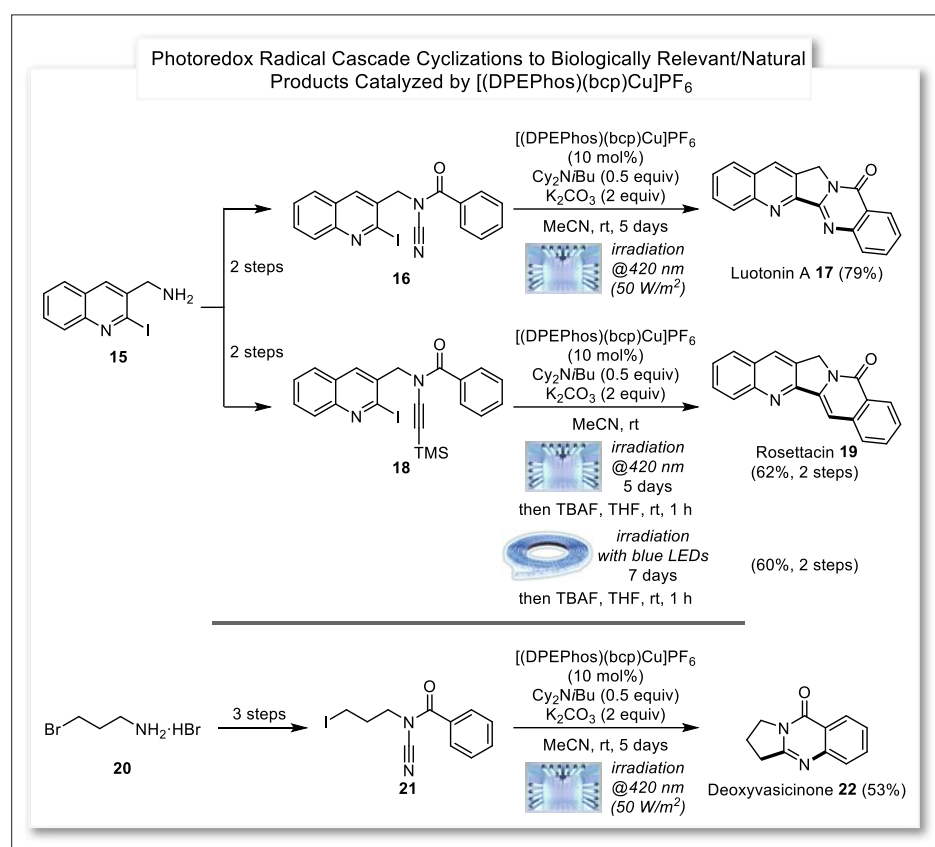 Photoredox Radical Cascade Cyclizations to Biologically Relevant/Natural
Products Catalyzed by [(DPEPhos)(bcp)Cu]PF6
N
I
N
O
N
16
[(DPEPhos)(bcp)Cu]PF6
(10 mol%)
Cy2NiBu (0.5 equiv)
K2CO3 (2 equiv)
MeCN, rt, 5 days
irradiation
@420 nm
(50 W/m2)
N
N
O
N
Luotonin A 17 (79%)
2 steps
NH2
N
I
15
2 steps
N
I
N
O
TMS
18
[(DPEPhos)(bcp)Cu]PF6
(10 mol%)
Cy2NiBu (0.5 equiv)
K2CO3 (2 equiv)
MeCN, rt
irradiation
@420 nm
5 days
then TBAF, THF, rt, 1 h
N
N
O
Rosettacin 19
(62%, 2 steps)
irradiation
with blue LEDs
7 days
then TBAF, THF, rt, 1 h
(60%, 2 steps)
Br
NH2·HBr
20
3 steps
I
N
O
N
21
[(DPEPhos)(bcp)Cu]PF6
(10 mol%)
Cy2NiBu (0.5 equiv)
K2CO3 (2 equiv)
MeCN, rt, 5 days
irradiation
@420 nm
(50 W/m2)
O
N
N
Deoxyvasicinone 22 (53%)